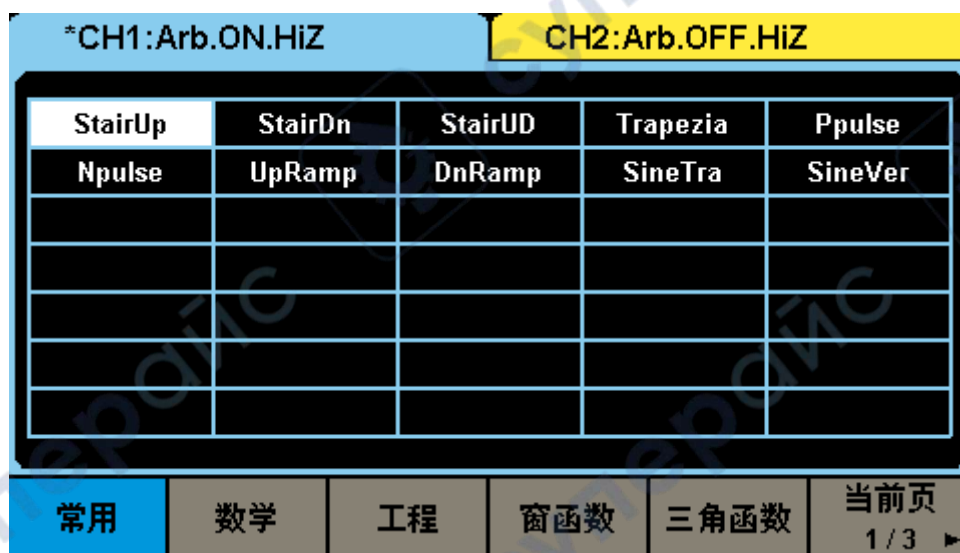 *CH1:Arb.ON.HiZ CH2:Arb.OFF.HiZ
StairUp StairDn StairUD Trapezia Ppulse
Npulse UpRamp DnRamp SineTra SineVer
常用 数学 工程 窗函数 三角函数 当前页
1/3 ►